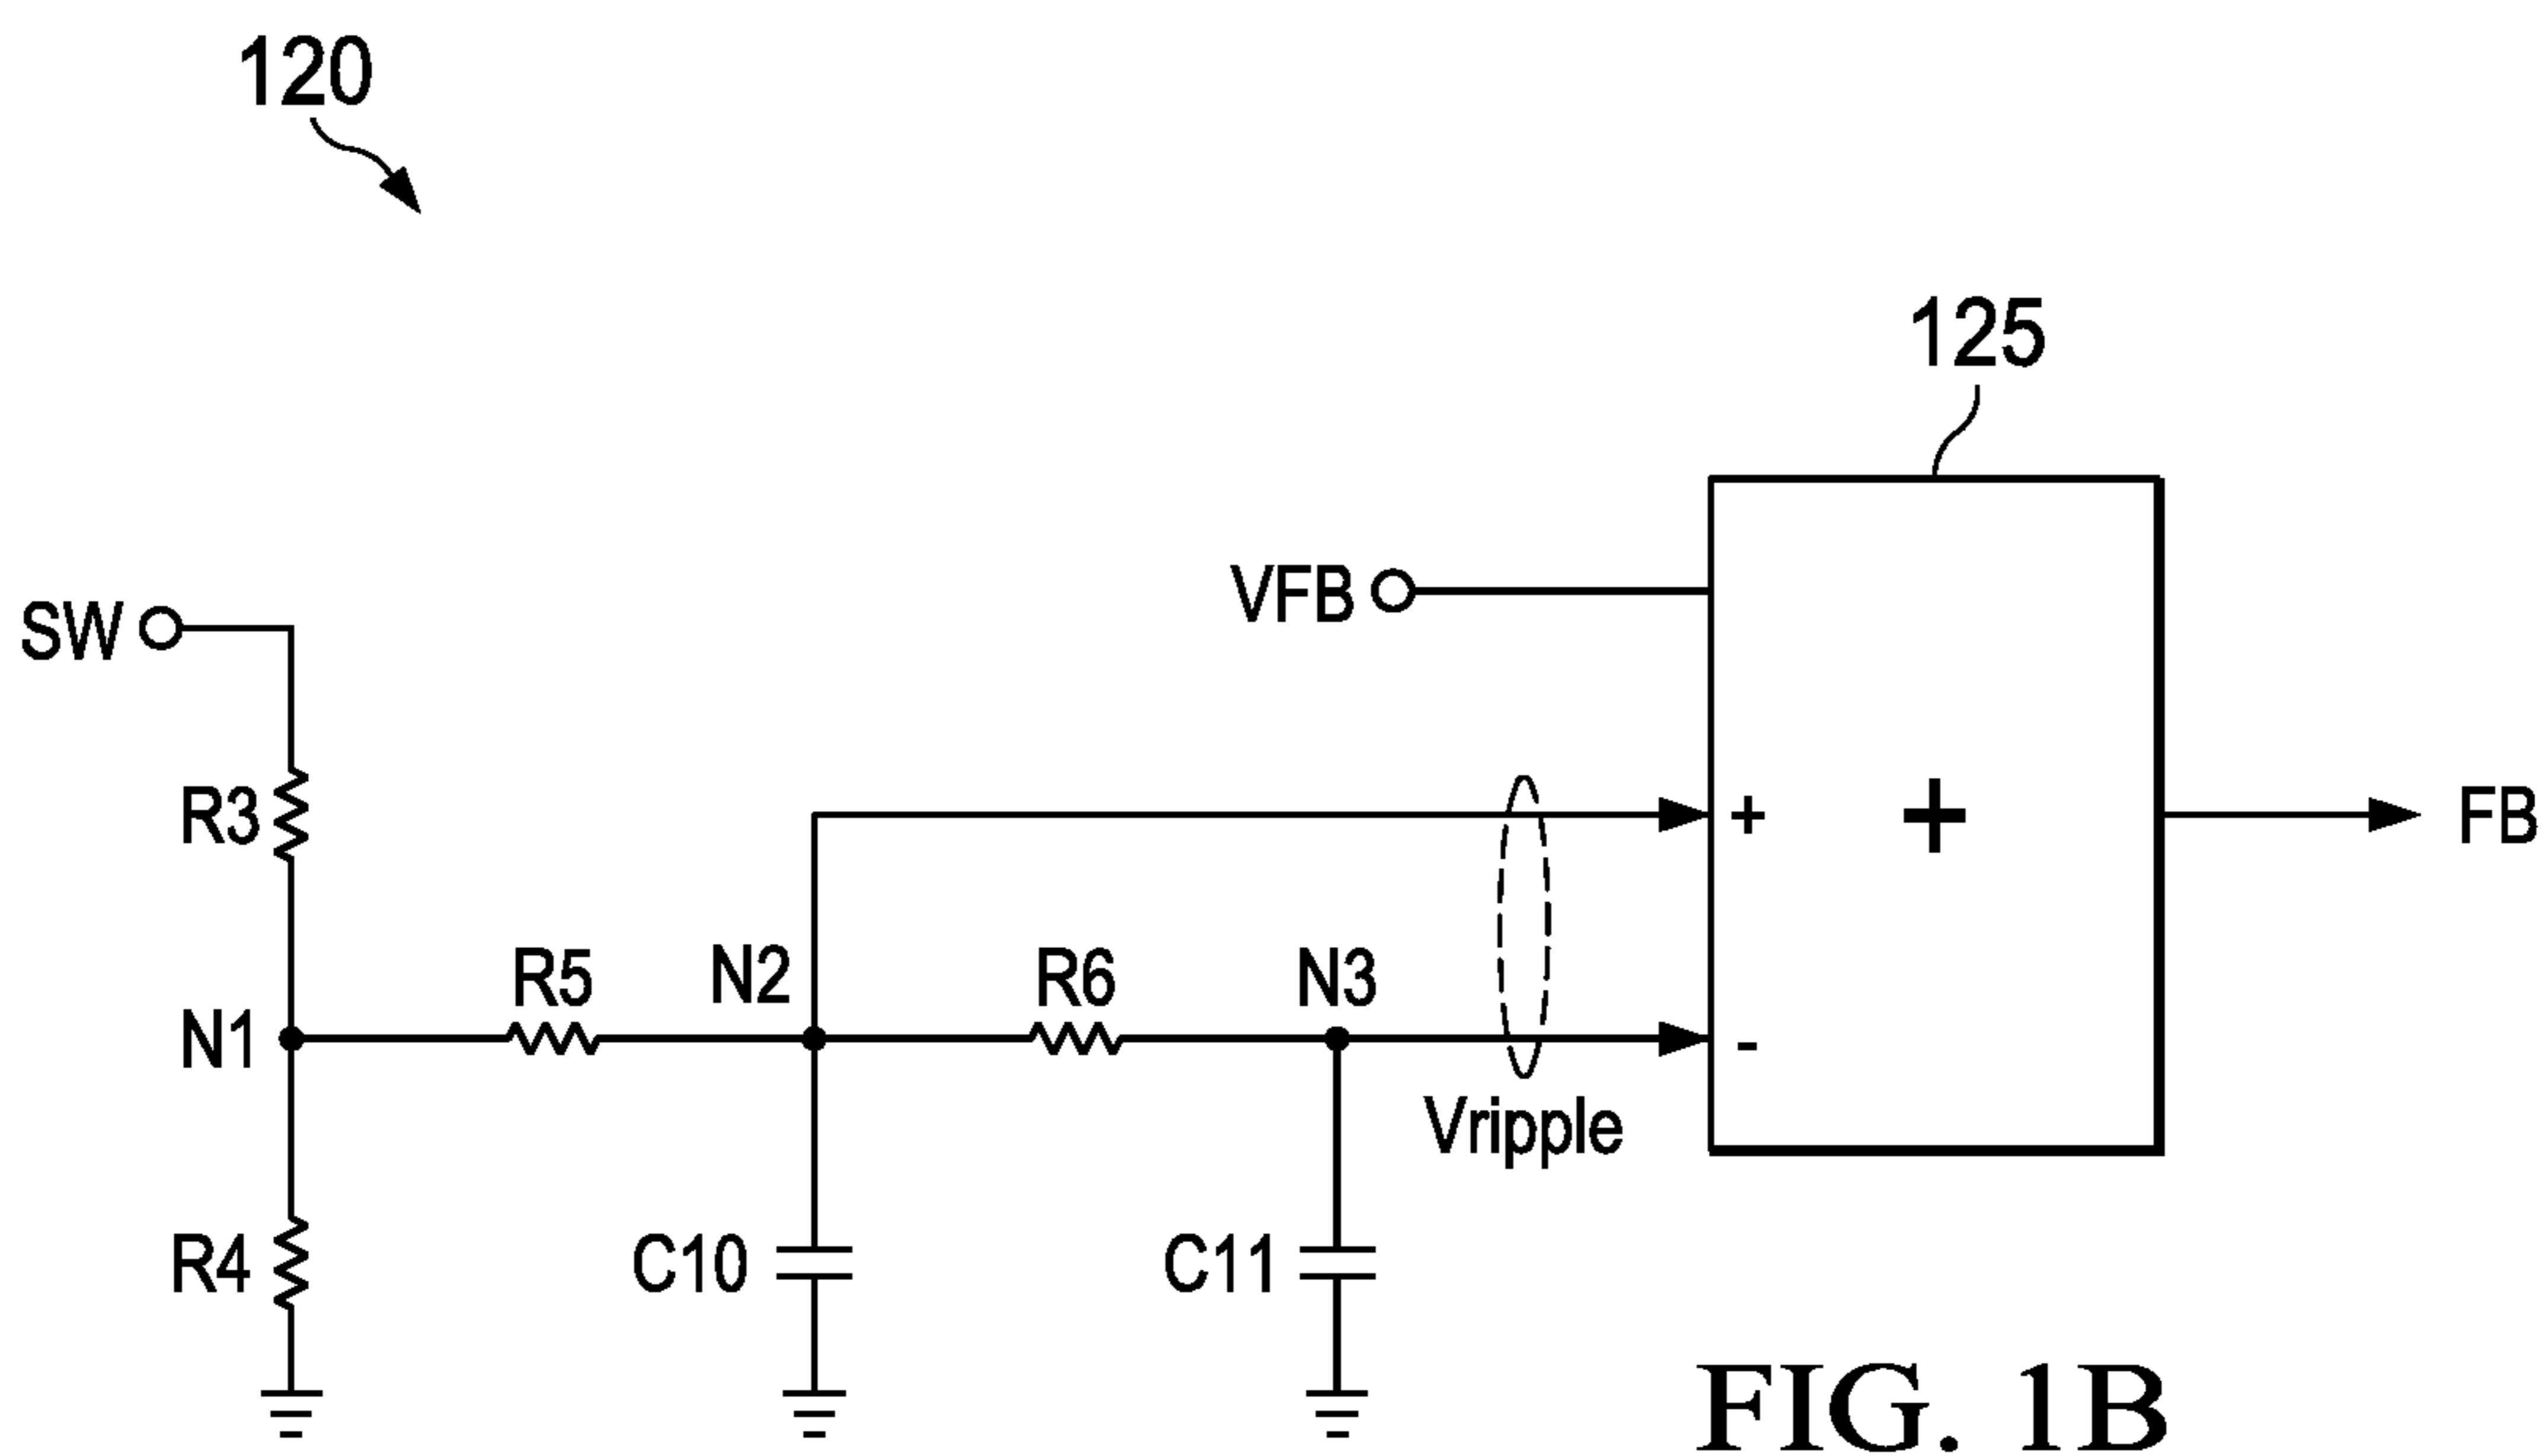 120
125
VFB
SW
R3
+
+
FB
R5
N2
R6
N3
N1
-
Vripple
R4
C10
C11
FIG. 1B